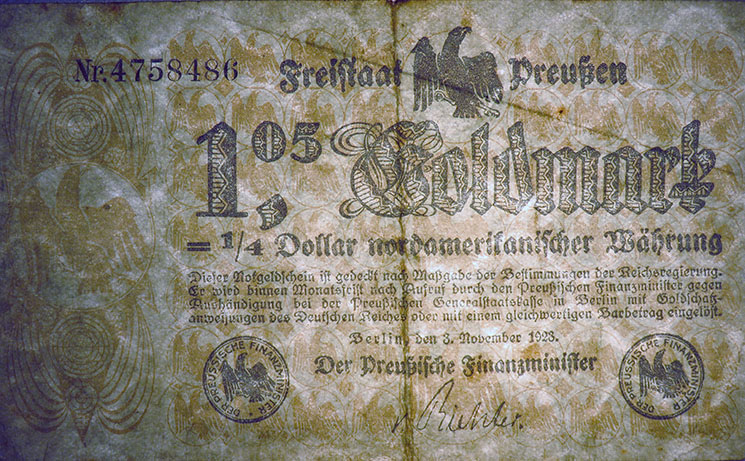 Nr. 4758486
Freistaat Preußen
1,05 Goldmark
= 1/4 Dollar nordamerikanischer Währung
Dieser Notgeldschein ist gedeckt nach Maßgabe der Bestimmungen der Reichsregierung.
Er wird binnen Monatsfrist nach Aufruf durch den Preußischen Finanzminister gegen
Aushändigung bei der Preußischen Generalstaatskasse in Berlin mit Goldschatz-
anweisungen des Deutschen Reiches oder mit einem gleichwertigen Barbetrag eingelöst.
Berlin, den 3. November 1923.
Der Preußische Finanzminister
DER PREUSSISCHE FINANZMINISTER
DER PREUSSISCHE FINANZMINISTER
v. Richter.